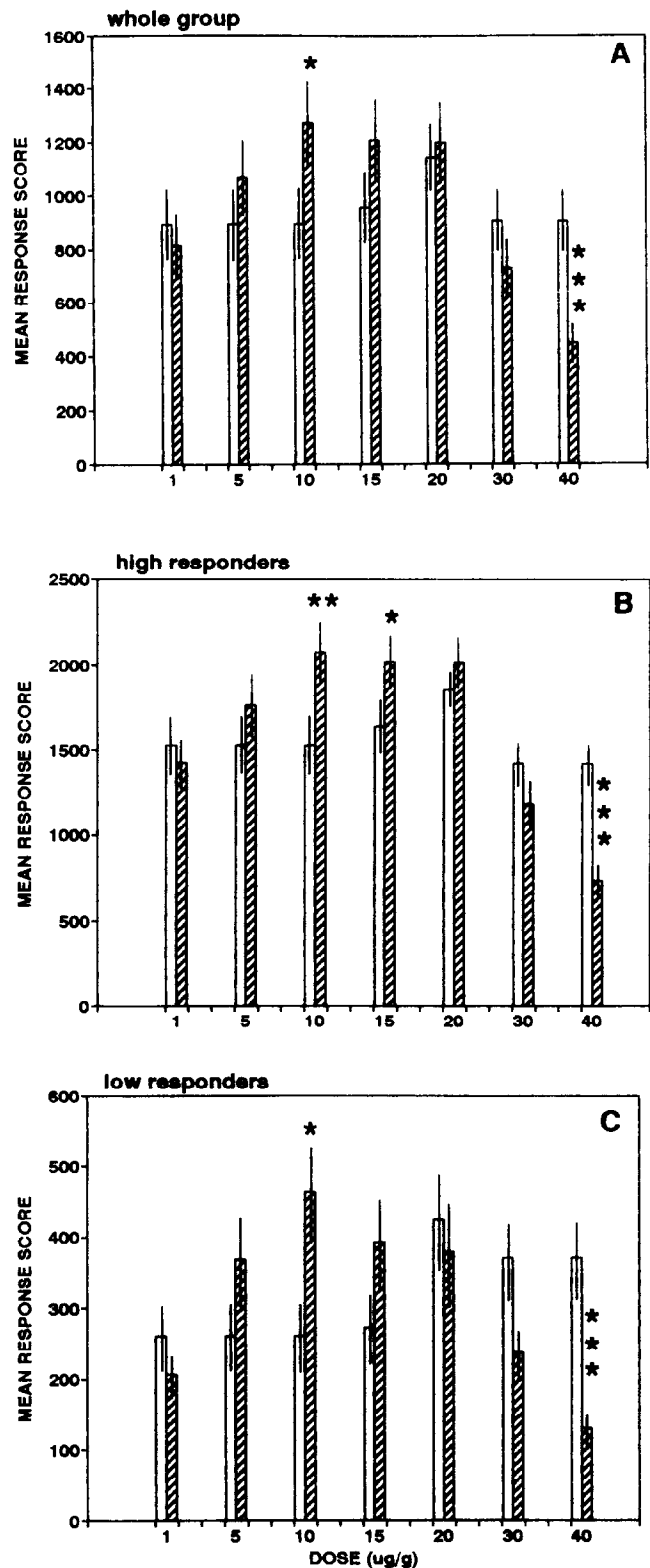 whole group
A
1600
1400
1200
1000
800
600
400
200
0
MEAN RESPONSE SCORE
*
***
1 5 10 15 20 30 40
high responders
B
2500
2000
1500
1000
500
0
MEAN RESPONSE SCORE
**
*
***
1 5 10 15 20 30 40
low responders
C
600
500
400
300
200
100
0
MEAN RESPONSE SCORE
*
***
1 5 10 15 20 30 40
DOSE (ug/g)